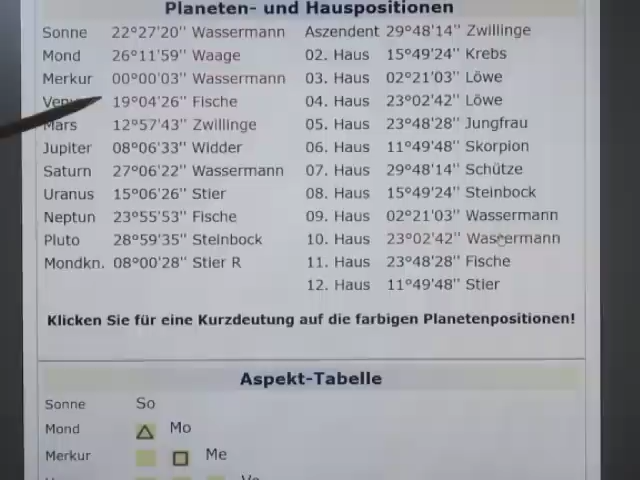 Planeten- und Hauspositionen
Sonne 22°27'20" Wassermann Aszendent 29°48'14" Zwillinge
Mond 26°11'59" Waage 02. Haus 15°49'24" Krebs
Merkur 00°00'03" Wassermann 03. Haus 02°21'03" Löwe
19°04'26" Fische 04. Haus 23°02'42" Löwe
Mars 12°57'43" Zwillinge 05. Haus 23°48'28" Jungfrau
Jupiter 08°06'33" Widder 06. Haus 11°49'48" Skorpion
Saturn 27°06'22" Wassermann 07. Haus 29°48'14" Schütze
Uranus 15°06'26" Stier 08. Haus 15°49'24" Steinbock
Neptun 23°55'53" Fische 09. Haus 02°21'03" Wassermann
Pluto 28°59'35" Steinbock 10. Haus 23°02'42" Wassermann
Mondkn. 08°00'28" Stier R 11. Haus 23°48'28" Fische
12. Haus 11°49'48" Stier
Klicken Sie für eine Kurzdeutung auf die farbigen Planetenpositionen!
Aspekt-Tabelle
Sonne So
Mond Mo
Merkur Me